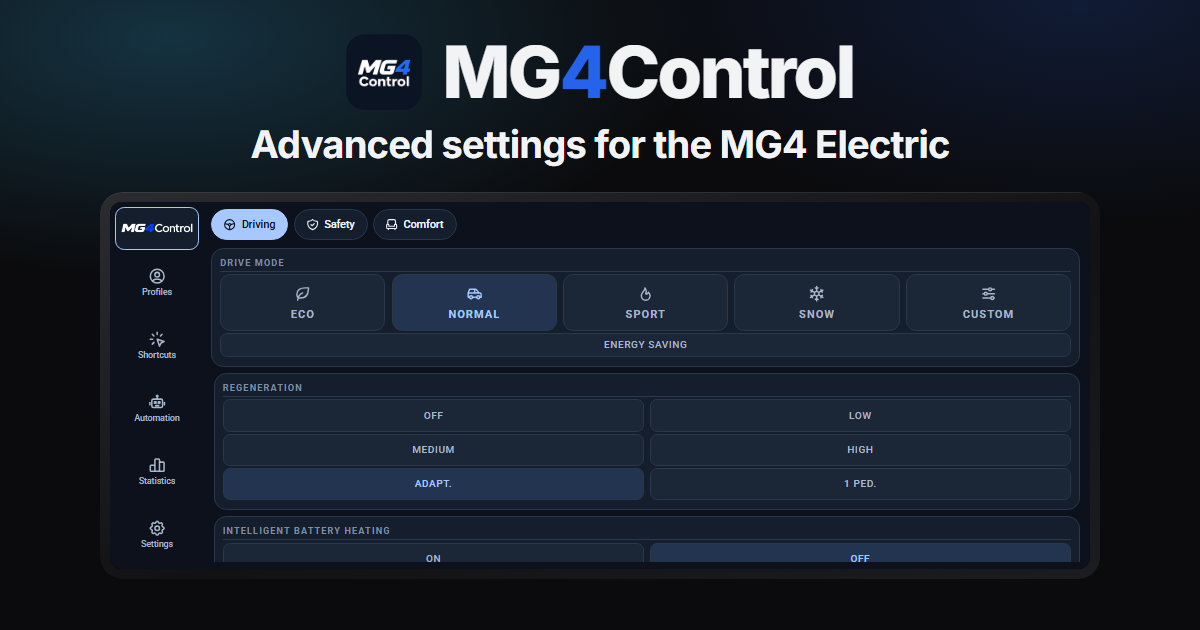 MG4
Control
MG4Control
Advanced settings for the MG4 Electric
MG4Control
Driving
Safety
Comfort
Profiles
Shortcuts
Automation
Statistics
Settings
DRIVE MODE
ECO
NORMAL
SPORT
SNOW
CUSTOM
ENERGY SAVING
REGENERATION
OFF
LOW
MEDIUM
HIGH
ADAPT.
1 PED.
INTELLIGENT BATTERY HEATING
ON
OFF